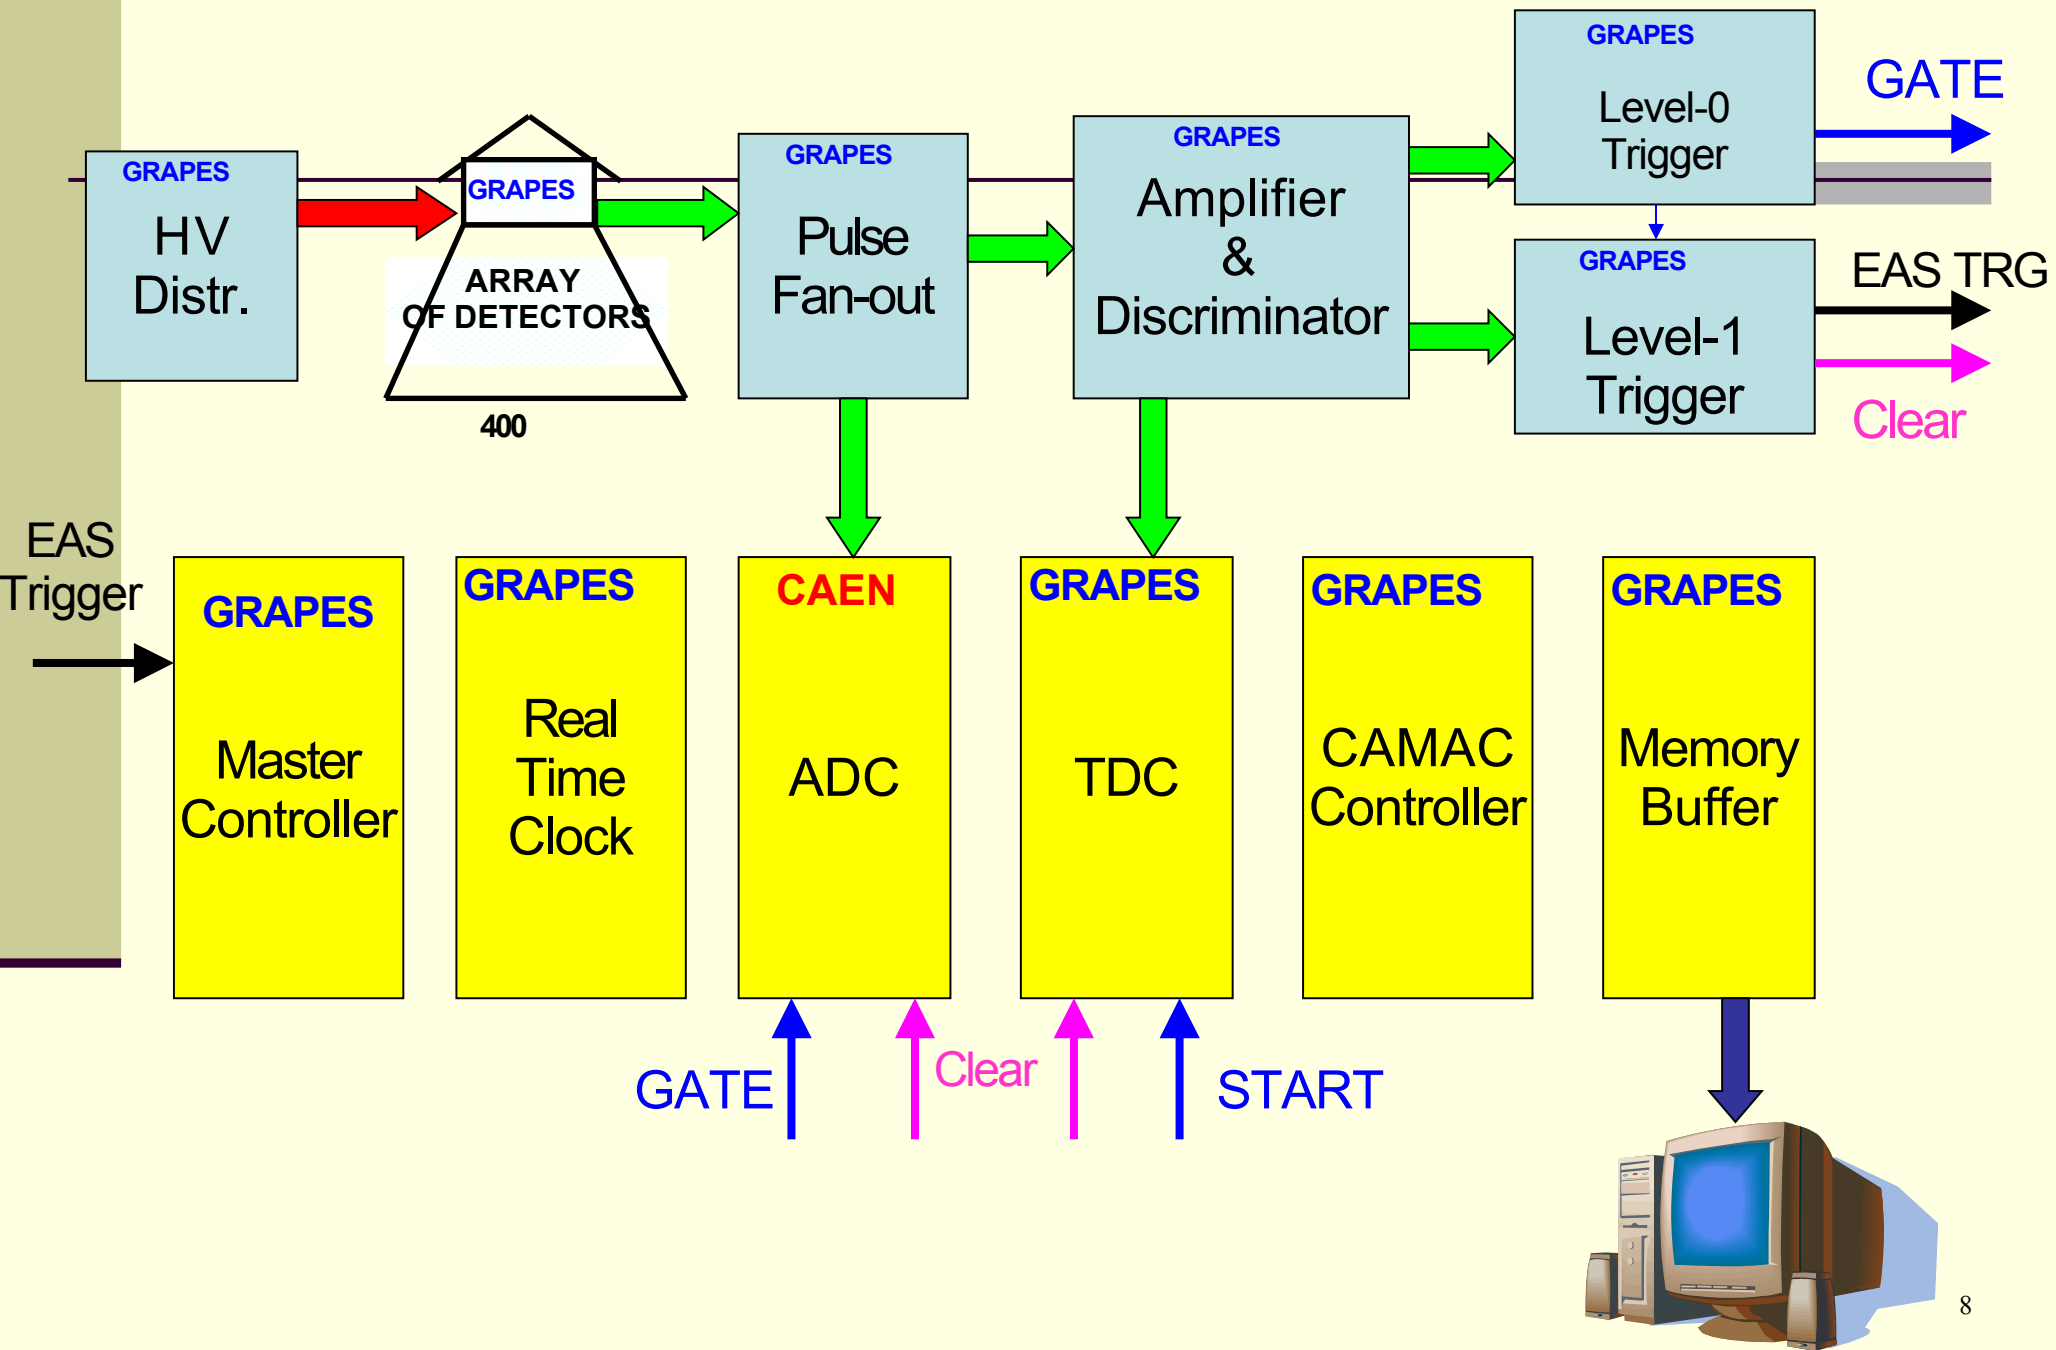 GRAPES
HV
Distr.
GRAPES
ARRAY
OF DETECTORS
400
GRAPES
Pulse
Fan-out
GRAPES
Amplifier
&
Discriminator
GRAPES
Level-0
Trigger
GATE
GRAPES
Level-1
Trigger
EAS TRG
Clear
EAS
Trigger
GRAPES
Master
Controller
GRAPES
Real
Time
Clock
CAEN
ADC
GRAPES
TDC
GRAPES
CAMAC
Controller
GRAPES
Memory
Buffer
GATE
Clear
START
8